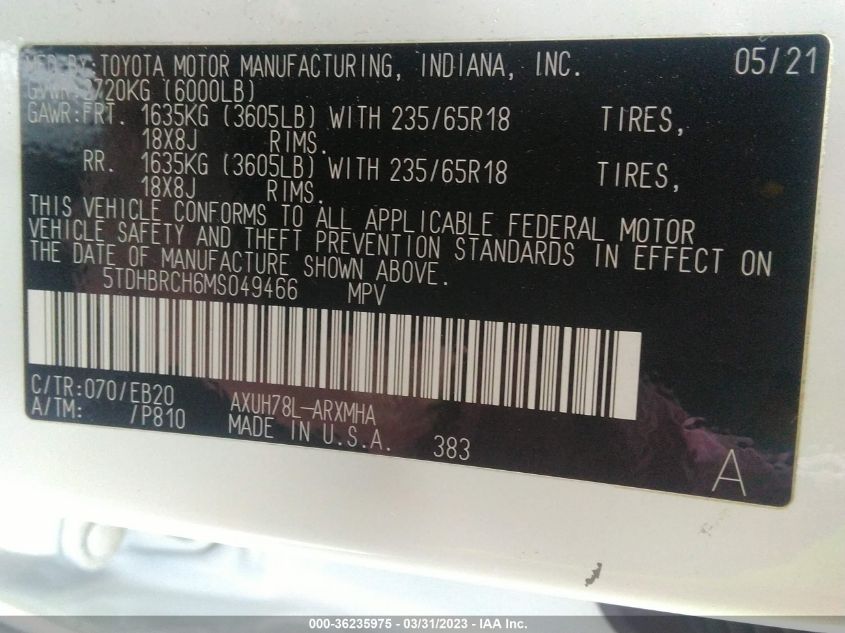 MFD BY: TOYOTA MOTOR MANUFACTURING, INDIANA, INC. 05/21
GVWR 2720KG (6000LB)
GAWR:FRT. 1635KG (3605LB) WITH 235/65R18 TIRES,
18X8J RIMS.
RR. 1635KG (3605LB) WITH 235/65R18 TIRES,
18X8J RIMS.
THIS VEHICLE CONFORMS TO ALL APPLICABLE FEDERAL MOTOR
VEHICLE SAFETY AND THEFT PREVENTION STANDARDS IN EFFECT ON
THE DATE OF MANUFACTURE SHOWN ABOVE.
5TDHBRCH6MS049466 MPV
C/TR:070/EB20 AXUH78L-ARXMHA
A/TM: /P810 MADE IN U.S.A. 383
A
000-36235975 - 03/31/2023 - IAA Inc.